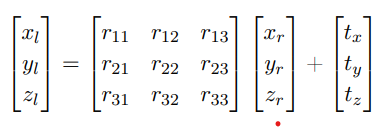 [x_l] = [r_11 r_12 r_13] [x_r] + [t_x]
[y_l] = [r_21 r_22 r_23] [y_r] + [t_y]
[z_l] = [r_31 r_32 r_33] [z_r] + [t_z]